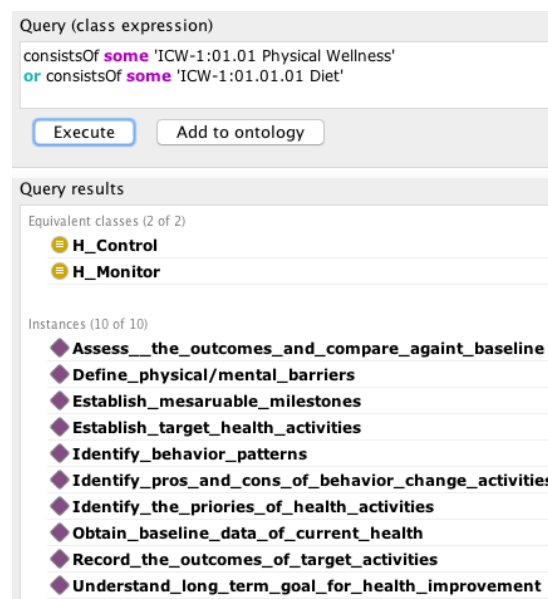 Query (class expression)
consistsOf some 'ICW-1:01.01 Physical Wellness'
or consistsOf some 'ICW-1:01.01.01 Diet'
Execute
Add to ontology
Query results
Equivalent classes (2 of 2)
H_Control
H_Monitor
Instances (10 of 10)
Assess__the_outcomes_and_compare_againt_baseline
Define_physical/mental_barriers
Establish_mesaruable_milestones
Establish_target_health_activities
Identify_behavior_patterns
Identify_pros_and_cons_of_behavior_change_activities
Identify_the_priories_of_health_activities
Obtain_baseline_data_of_current_health
Record_the_outcomes_of_target_activities
Understand_long_term_goal_for_health_improvement